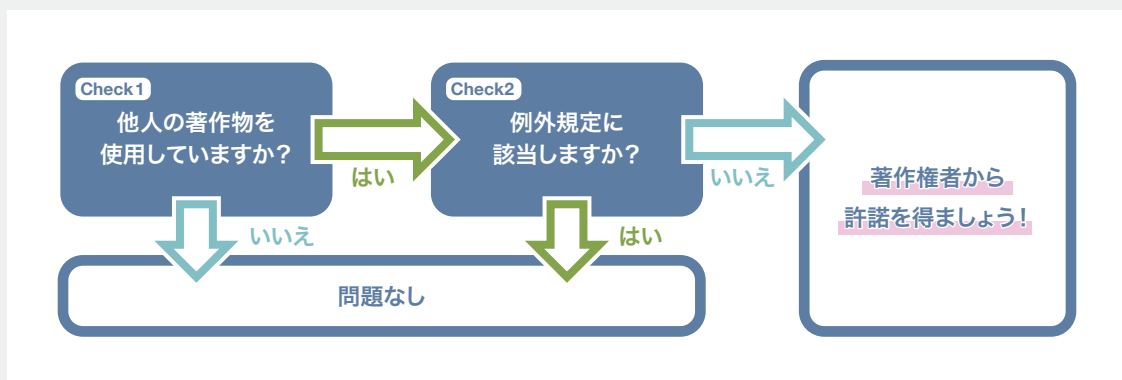 Check1
他人の著作物を
使用していますか？
はい
Check2
例外規定に
該当しますか？
いいえ
著作権者から
許諾を得ましょう！
いいえ
はい
問題なし